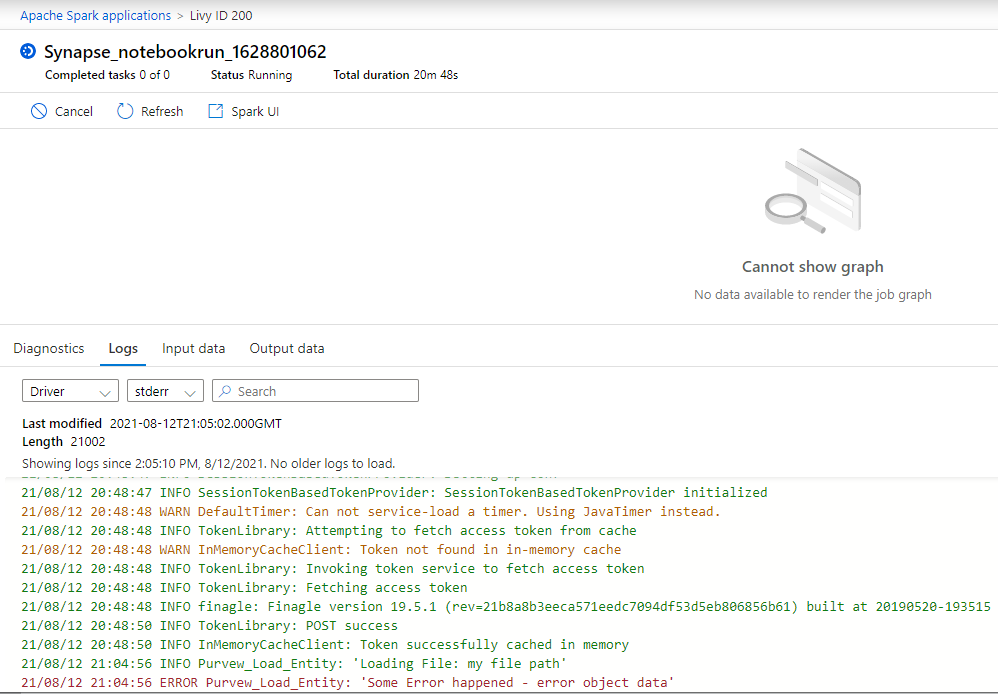 Apache Spark applications > Livy ID 200
Synapse_notebookrun_1628801062
Completed tasks 0 of 0 Status Running Total duration 20m 48s
Cancel Refresh Spark UI
Cannot show graph
No data available to render the job graph
Diagnostics Logs Input data Output data
Driver stderr Search
Last modified 2021-08-12T21:05:02.000GMT
Length 21002
Showing logs since 2:05:10 PM, 8/12/2021. No older logs to load.
21/08/12 20:48:47 INFO SessionTokenBasedTokenProvider: SessionTokenBasedTokenProvider initialized
21/08/12 20:48:48 WARN DefaultTimer: Can not service-load a timer. Using JavaTimer instead.
21/08/12 20:48:48 INFO TokenLibrary: Attempting to fetch access token from cache
21/08/12 20:48:48 WARN InMemoryCacheClient: Token not found in in-memory cache
21/08/12 20:48:48 INFO TokenLibrary: Invoking token service to fetch access token
21/08/12 20:48:48 INFO TokenLibrary: Fetching access token
21/08/12 20:48:48 INFO finagle: Finagle version 19.5.1 (rev=21b8a8b3eeca571eedc7094df53d5eb806856b61) built at 20190520-193515
21/08/12 20:48:50 INFO TokenLibrary: POST success
21/08/12 20:48:50 INFO InMemoryCacheClient: Token successfully cached in memory
21/08/12 21:04:56 INFO Purvew_Load_Entity: 'Loading File: my file path'
21/08/12 21:04:56 ERROR Purvew_Load_Entity: 'Some Error happened - error object data'